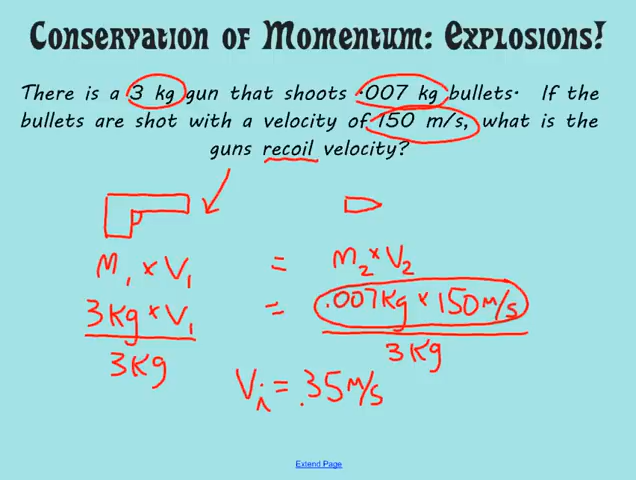 Conservation of Momentum: Explosions!
There is a 3 kg gun that shoots .007 kg bullets. If the
bullets are shot with a velocity of 150 m/s, what is the
guns recoil velocity?
M₁ × V₁ = M₂ × V₂
3Kg × V₁ = .007Kg × 150 m/s
3Kg 3Kg
V₁ = .35 m/s
Extend Page